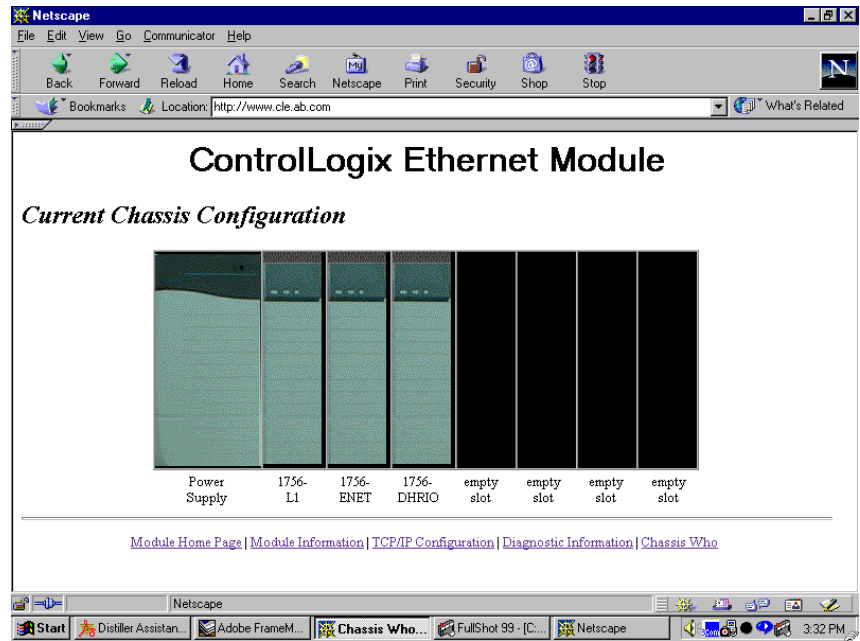 Netscape
File Edit View Go Communicator Help
Back Forward Reload Home Search Netscape Print Security Shop Stop
My
N
Bookmarks Location: http://www.cle.ab.com What's Related
ControlLogix Ethernet Module
Current Chassis Configuration
Power Supply
1756-L1
1756-ENET
1756-DHRIO
empty slot
empty slot
empty slot
empty slot
Module Home Page | Module Information | TCP/IP Configuration | Diagnostic Information | Chassis Who
Netscape
Start Distiller Assistan... Adobe FrameM... Chassis Who... FullShot 99 - [C:... Netscape 3:32 PM